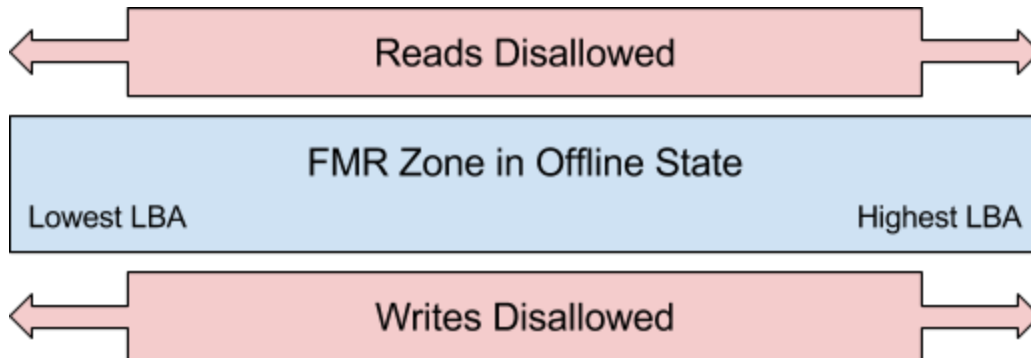 Reads Disallowed
FMR Zone in Offline State
Lowest LBA
Highest LBA
Writes Disallowed